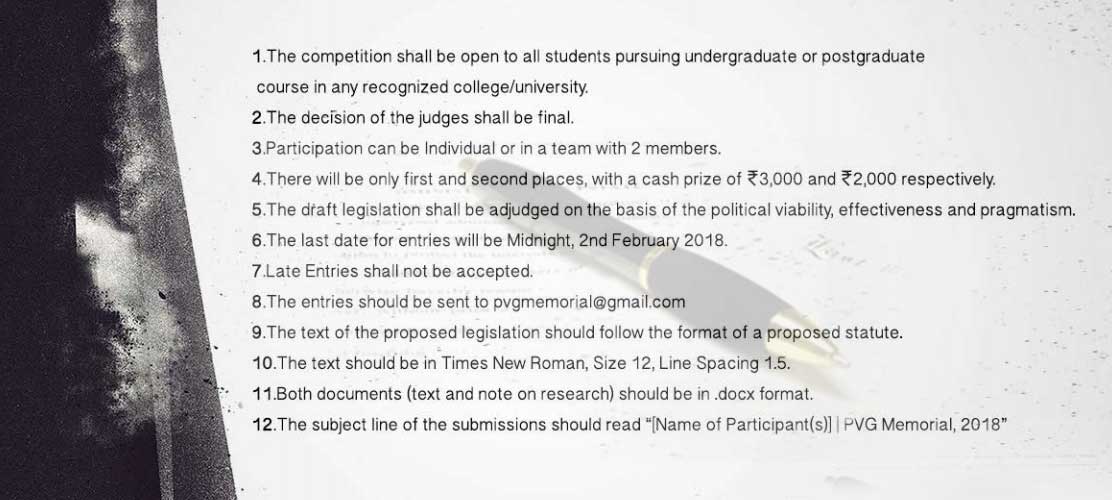 1.The competition shall be open to all students pursuing undergraduate or postgraduate
course in any recognized college/university.
2.The decision of the judges shall be final.
3.Participation can be Individual or in a team with 2 members.
4.There will be only first and second places, with a cash prize of ₹3,000 and ₹2,000 respectively.
5.The draft legislation shall be adjudged on the basis of the political viability, effectiveness and pragmatism.
6.The last date for entries will be Midnight, 2nd February 2018.
7.Late Entries shall not be accepted.
8.The entries should be sent to pvgmemorial@gmail.com
9.The text of the proposed legislation should follow the format of a proposed statute.
10.The text should be in Times New Roman, Size 12, Line Spacing 1.5.
11.Both documents (text and note on research) should be in .docx format.
12.The subject line of the submissions should read “[Name of Participant(s)] | PVG Memorial, 2018”